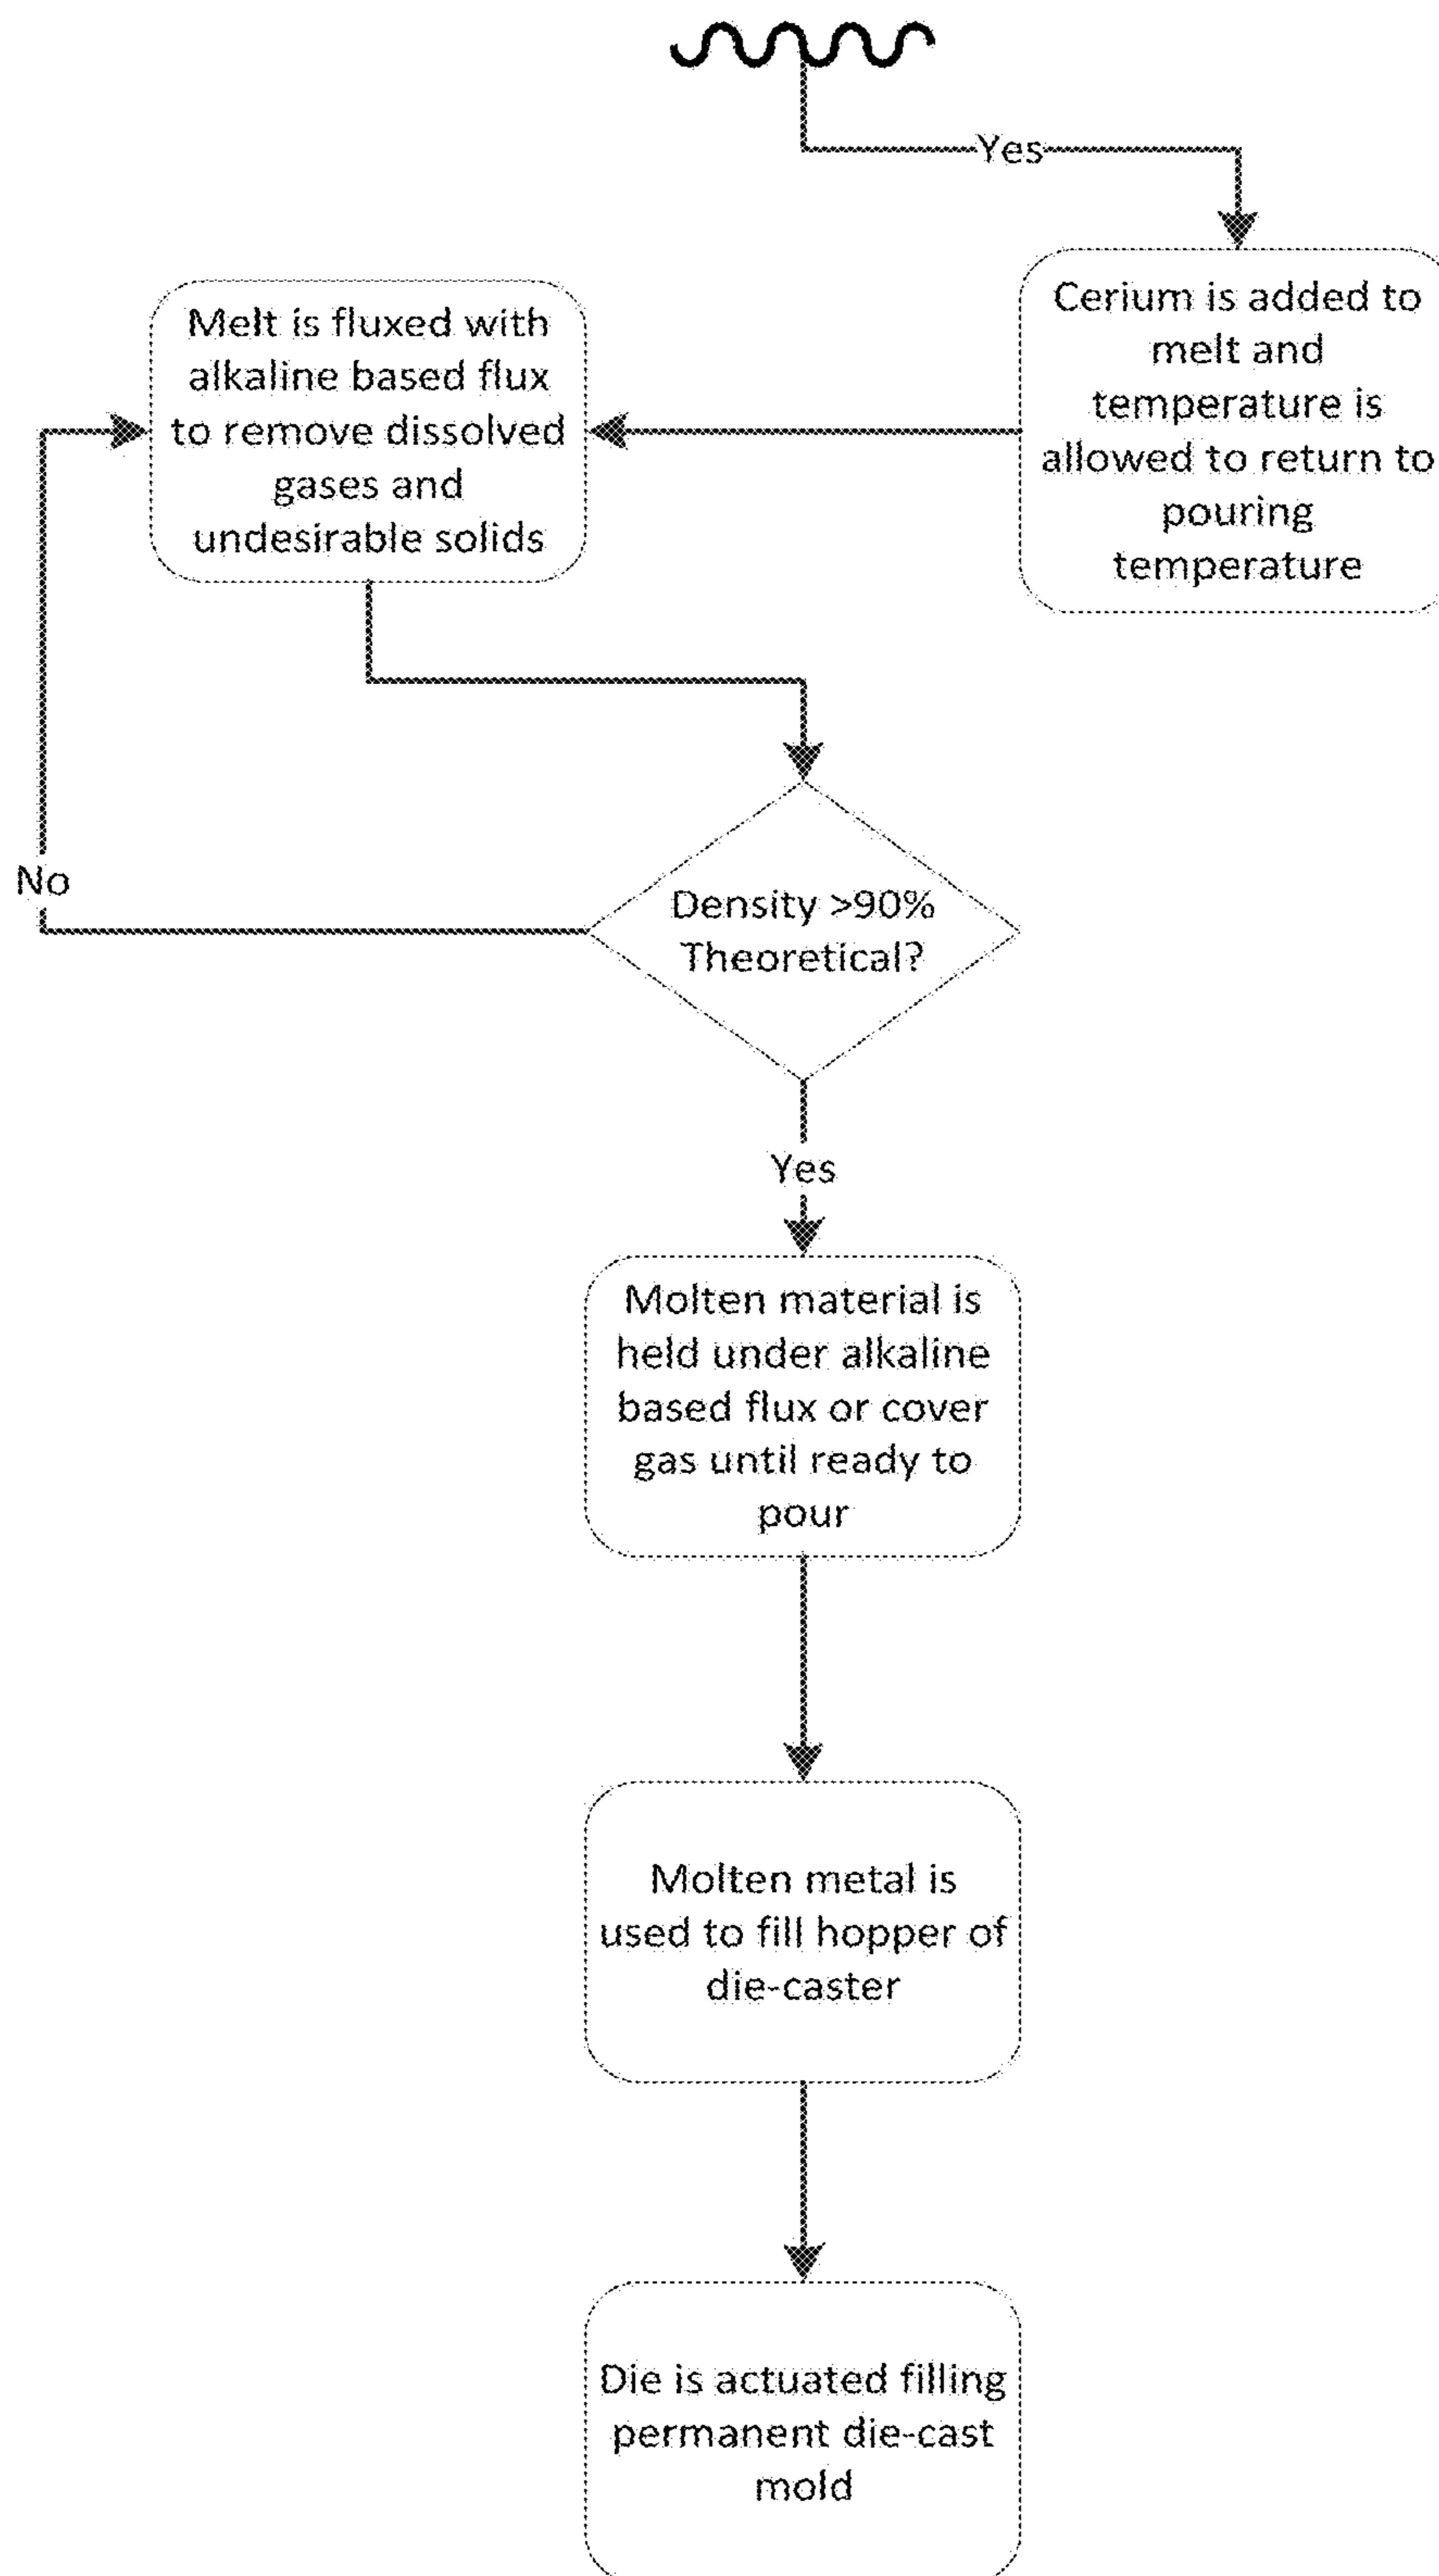 Yes
Cerium is added to
melt and
temperature is
allowed to return to
pouring
temperature
Melt is fluxed with
alkaline based flux
to remove dissolved
gases and
undesirable solids
No
Density >90%
Theoretical?
Yes
Molten material is
held under alkaline
based flux or cover
gas until ready to
pour
Molten metal is
used to fill hopper of
die-caster
Die is actuated filling
permanent die-cast
mold